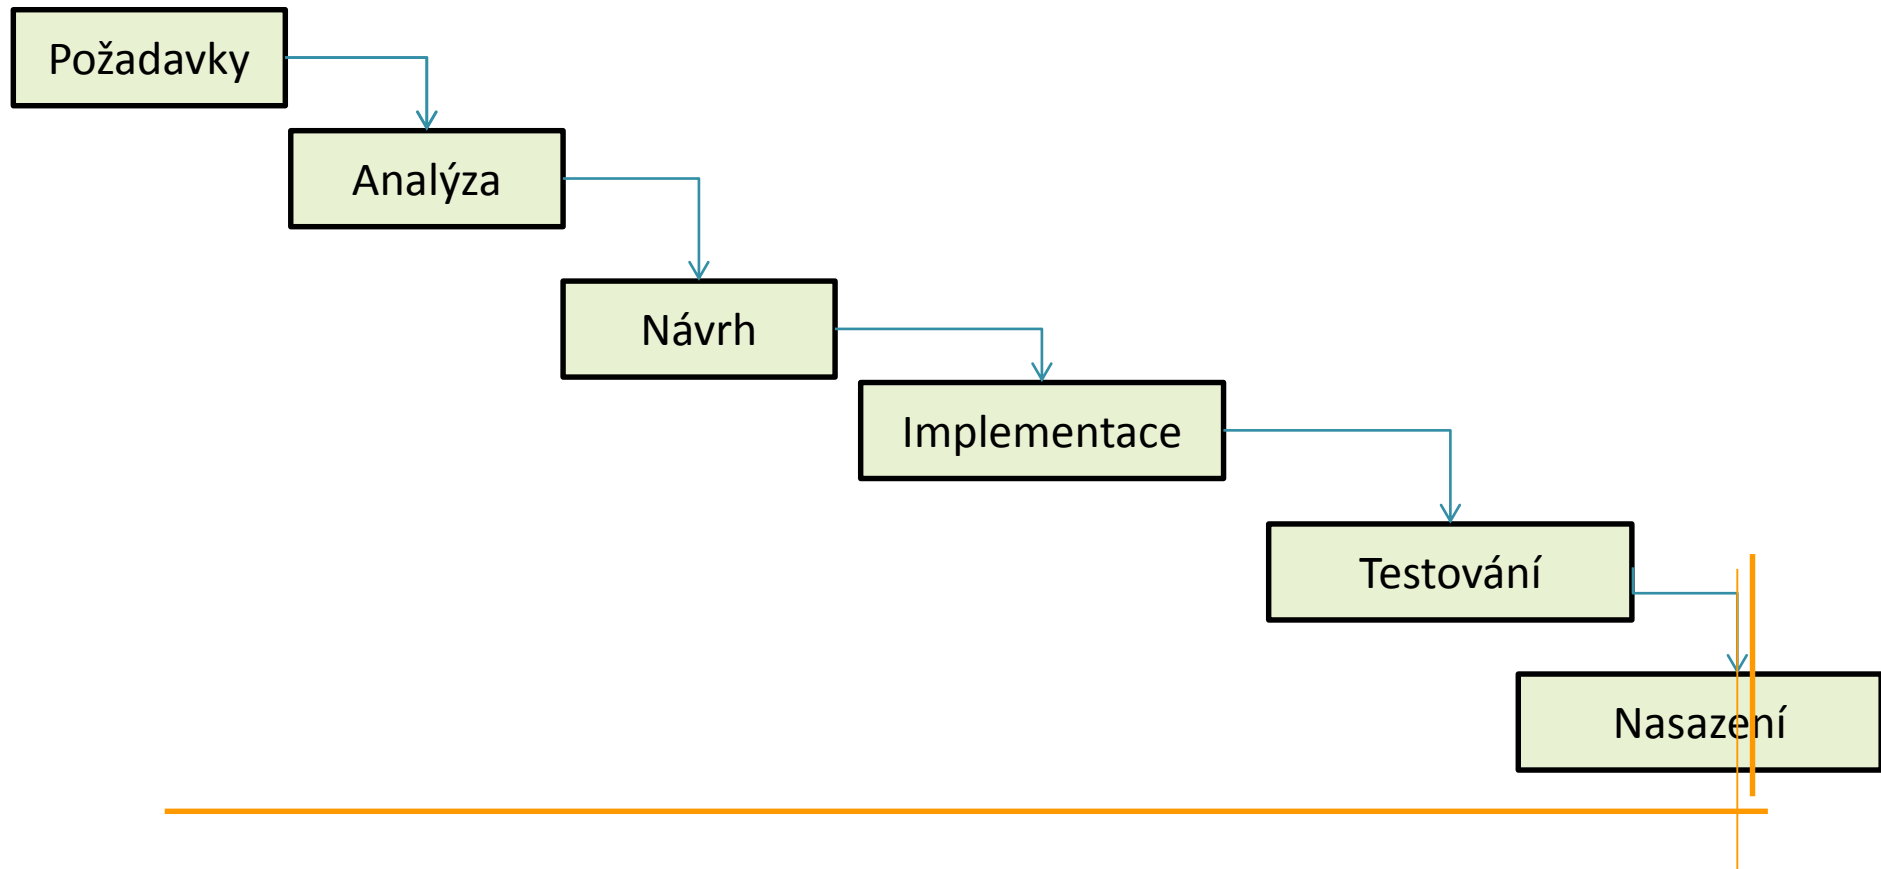 Požadavky
Analýza
Návrh
Implementace
Testování
Nasazení